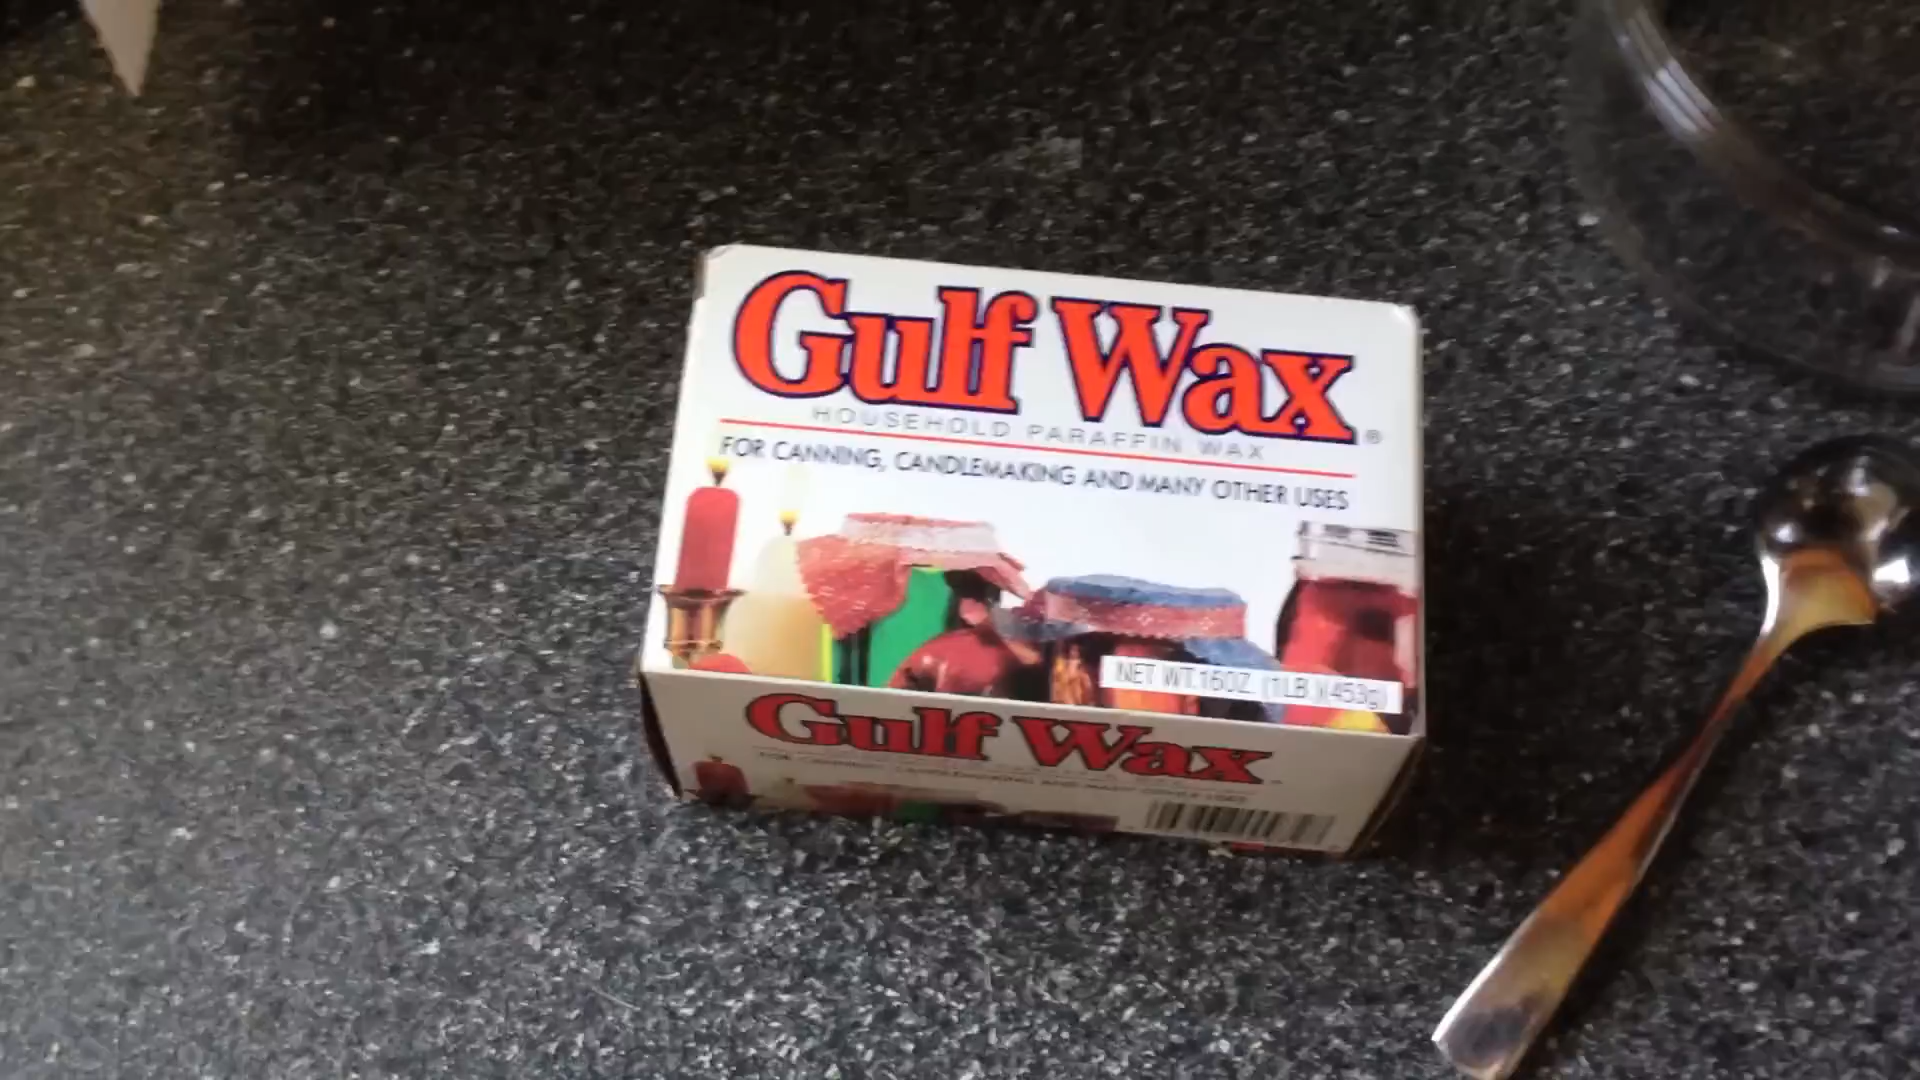 Gulf Wax®
HOUSEHOLD PARAFFIN WAX
FOR CANNING, CANDLEMAKING AND MANY OTHER USES
NET WT.16OZ. (1LB.)(453g)
Gulf Wax